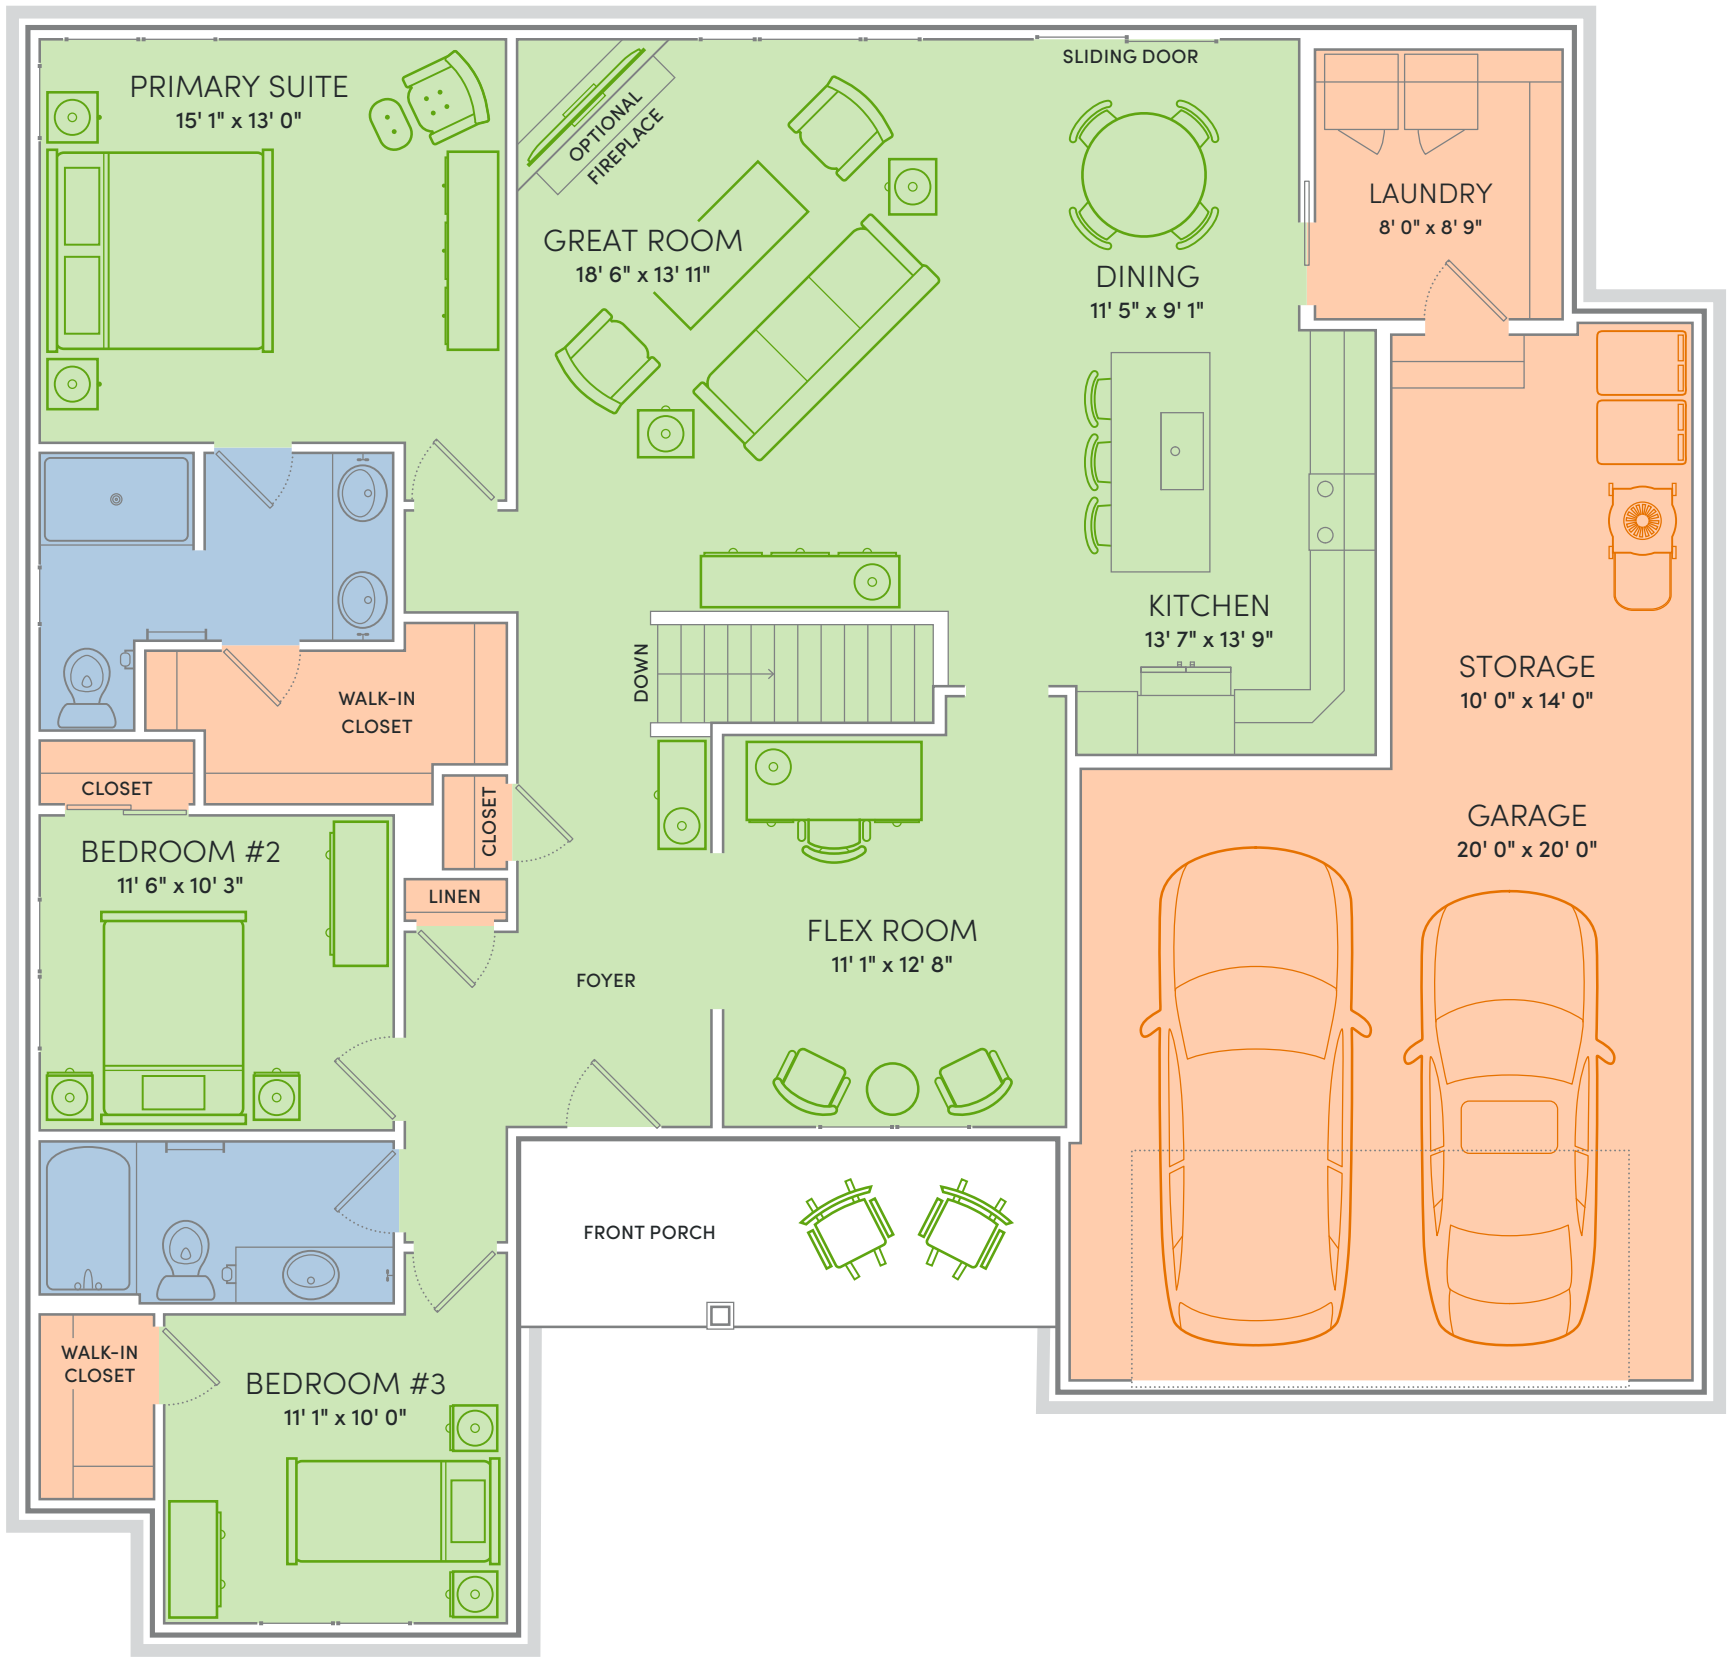 PRIMARY SUITE
15' 1" x 13' 0"
OPTIONAL
FIREPLACE
SLIDING DOOR
GREAT ROOM
18' 6" x 13' 11"
DINING
11' 5" x 9' 1"
LAUNDRY
8' 0" x 8' 9"
KITCHEN
13' 7" x 13' 9"
STORAGE
10' 0" x 14' 0"
DOWN
WALK-IN
CLOSET
CLOSET
CLOSET
BEDROOM #2
11' 6" x 10' 3"
LINEN
GARAGE
20' 0" x 20' 0"
FLEX ROOM
11' 1" x 12' 8"
FOYER
FRONT PORCH
WALK-IN
CLOSET
BEDROOM #3
11' 1" x 10' 0"